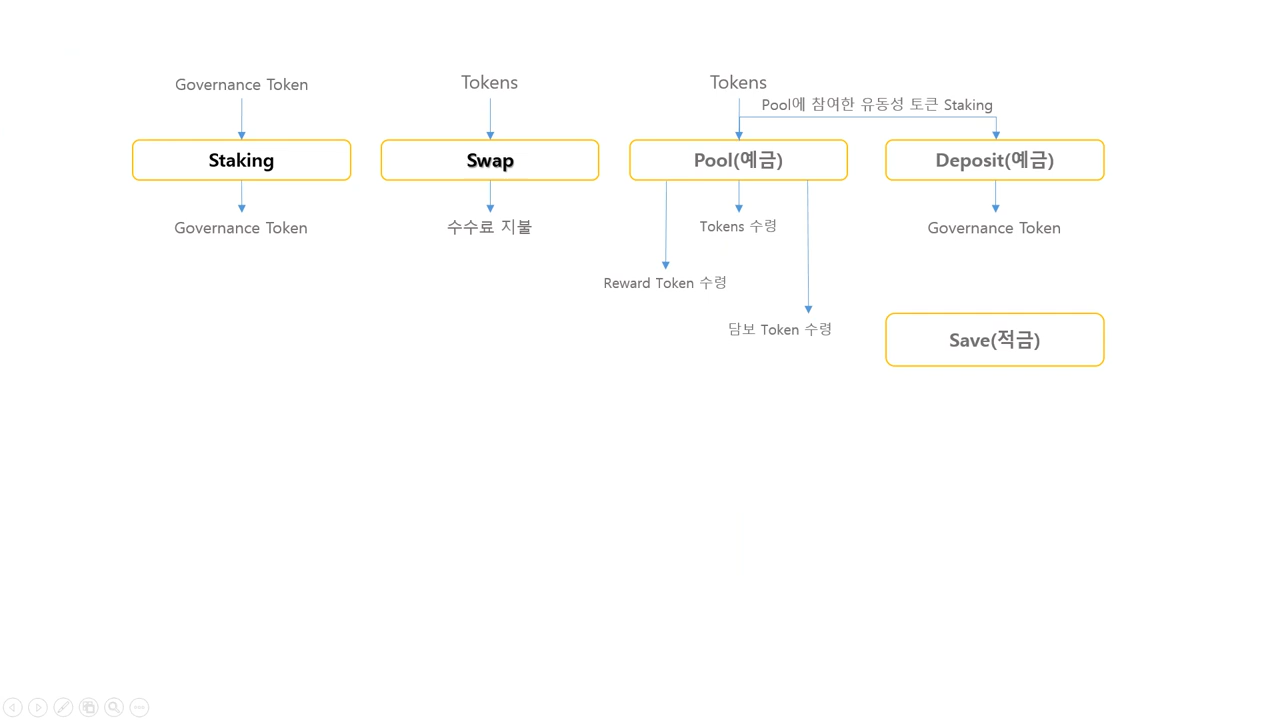 Governance Token
Tokens
Tokens
Pool에 참여한 유동성 토큰 Staking
Staking
Swap
Pool(예금)
Deposit(예금)
Governance Token
수수료 지불
Tokens 수령
Governance Token
Reward Token 수령
담보 Token 수령
Save(적금)